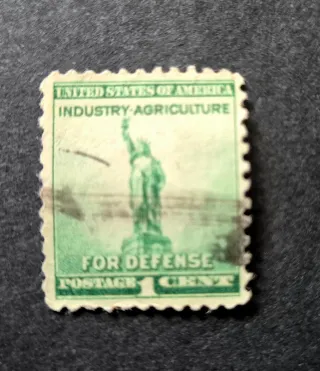 UNITED STATES OF AMERICA
INDUSTRY-AGRICULTURE
FOR DEFENSE
POSTAGE 1 CENT